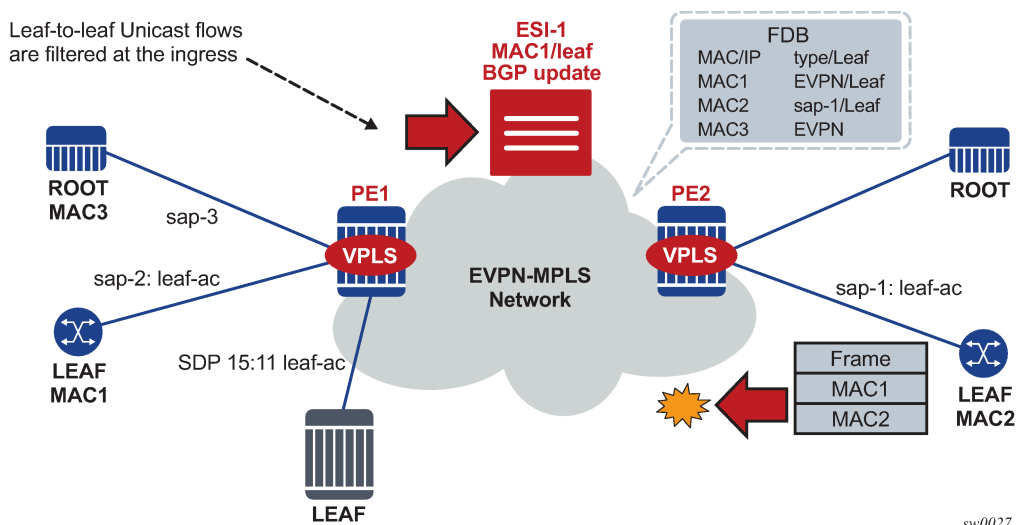 Leaf-to-leaf Unicast flows
are filtered at the ingress
ESI-1
MAC1/leaf
BGP update
FDB
MAC/IP type/Leaf
MAC1 EVPN/Leaf
MAC2 sap-1/Leaf
MAC3 EVPN
ROOT
MAC3
sap-3
PE1
VPLS
PE2
VPLS
ROOT
sap-2: leaf-ac
EVPN-MPLS
Network
sap-1: leaf-ac
LEAF
MAC1
SDP 15:11 leaf-ac
Frame
MAC1
MAC2
LEAF
MAC2
LEAF
sw0027